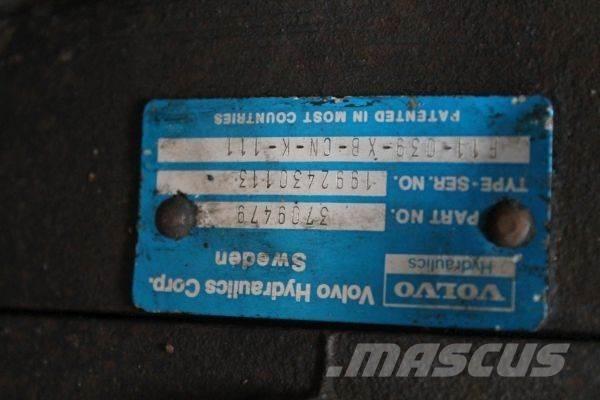 VOLVO
Hydraulics
Volvo Hydraulics Corp.
Sweden
PART NO. 3709479
TYPE-SER. NO. 1992430113
F11-039-XB-CN-K-111
PATENTED IN MOST COUNTRIES
MASCUS